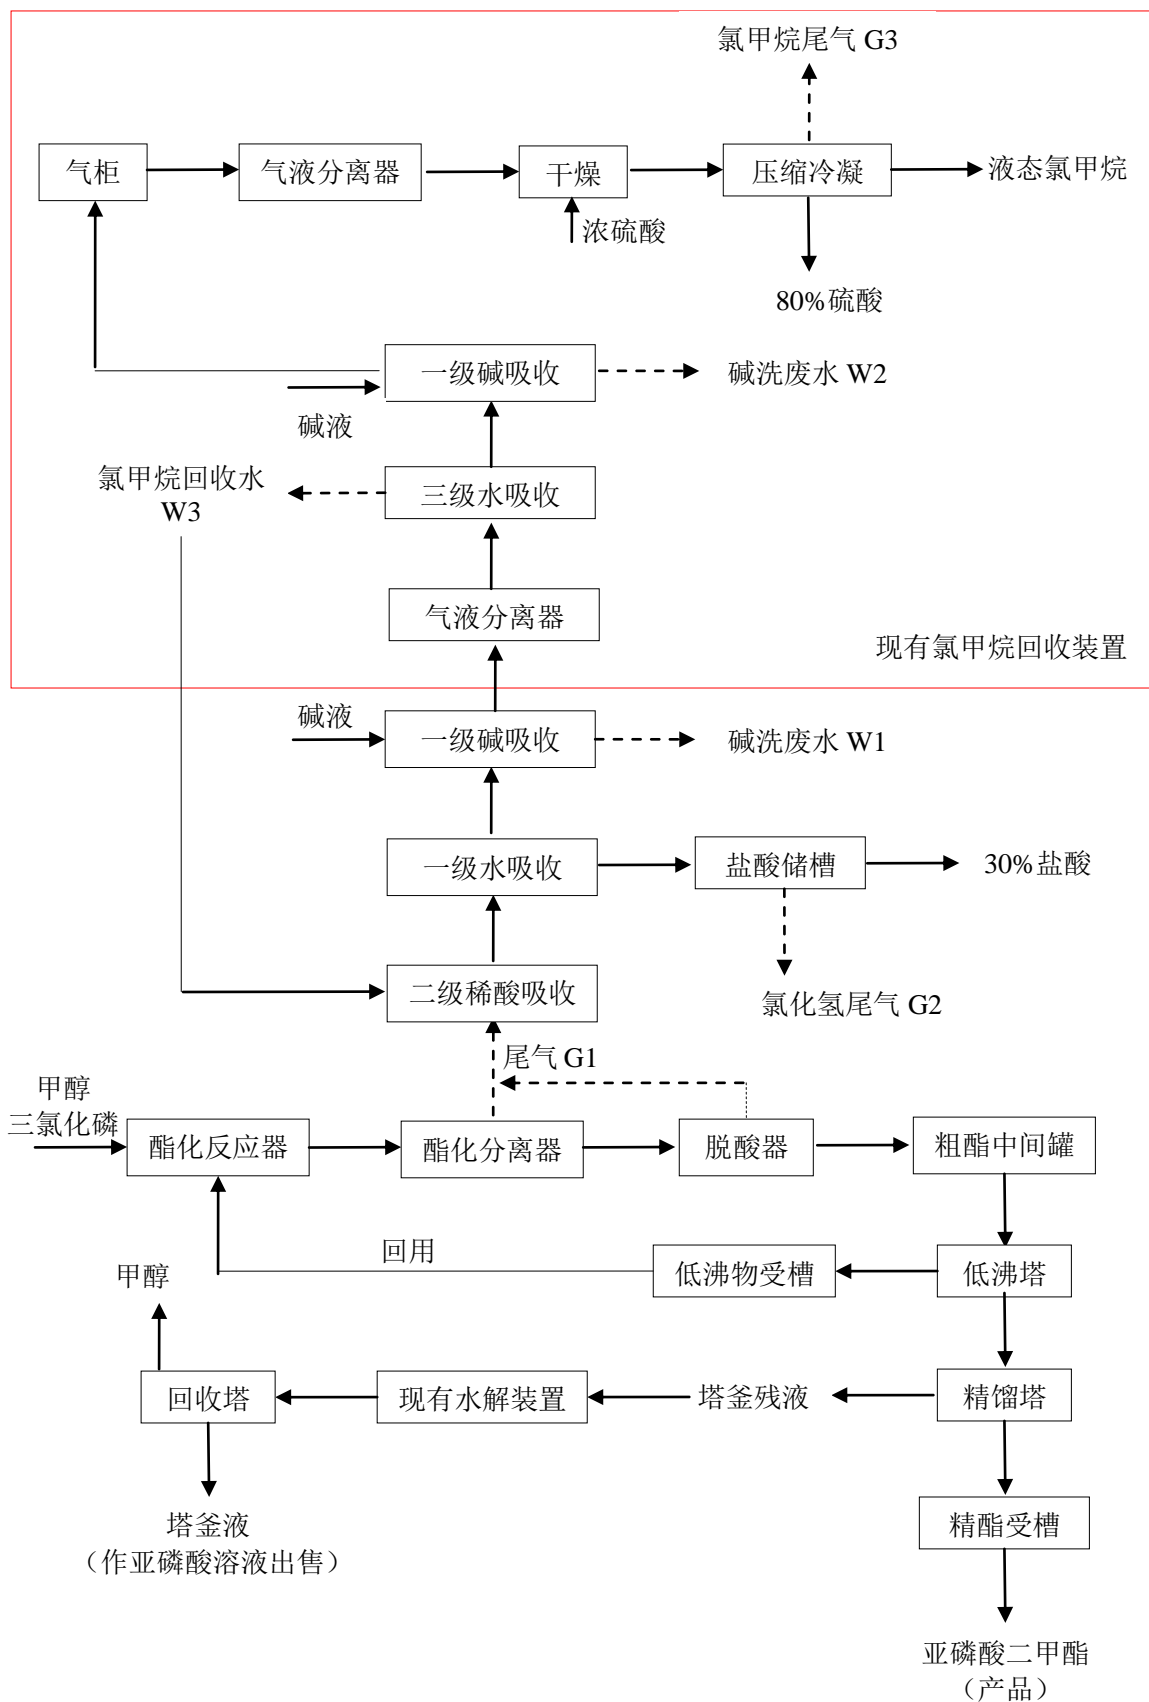 氯甲烷尾气 G3
气柜
气液分离器
干燥
压缩冷凝
液态氯甲烷
浓硫酸
80%硫酸
一级碱吸收
碱洗废水 W2
碱液
氯甲烷回收水
W3
三级水吸收
气液分离器
现有氯甲烷回收装置
碱液
一级碱吸收
碱洗废水 W1
一级水吸收
盐酸储槽
30%盐酸
二级稀酸吸收
氯化氢尾气 G2
尾气 G1
甲醇
三氯化磷
酯化反应器
酯化分离器
脱酸器
粗酯中间罐
回用
甲醇
低沸物受槽
低沸塔
回收塔
现有水解装置
塔釜残液
精馏塔
塔釜液
（作亚磷酸溶液出售）
精酯受槽
亚磷酸二甲酯
（产品）